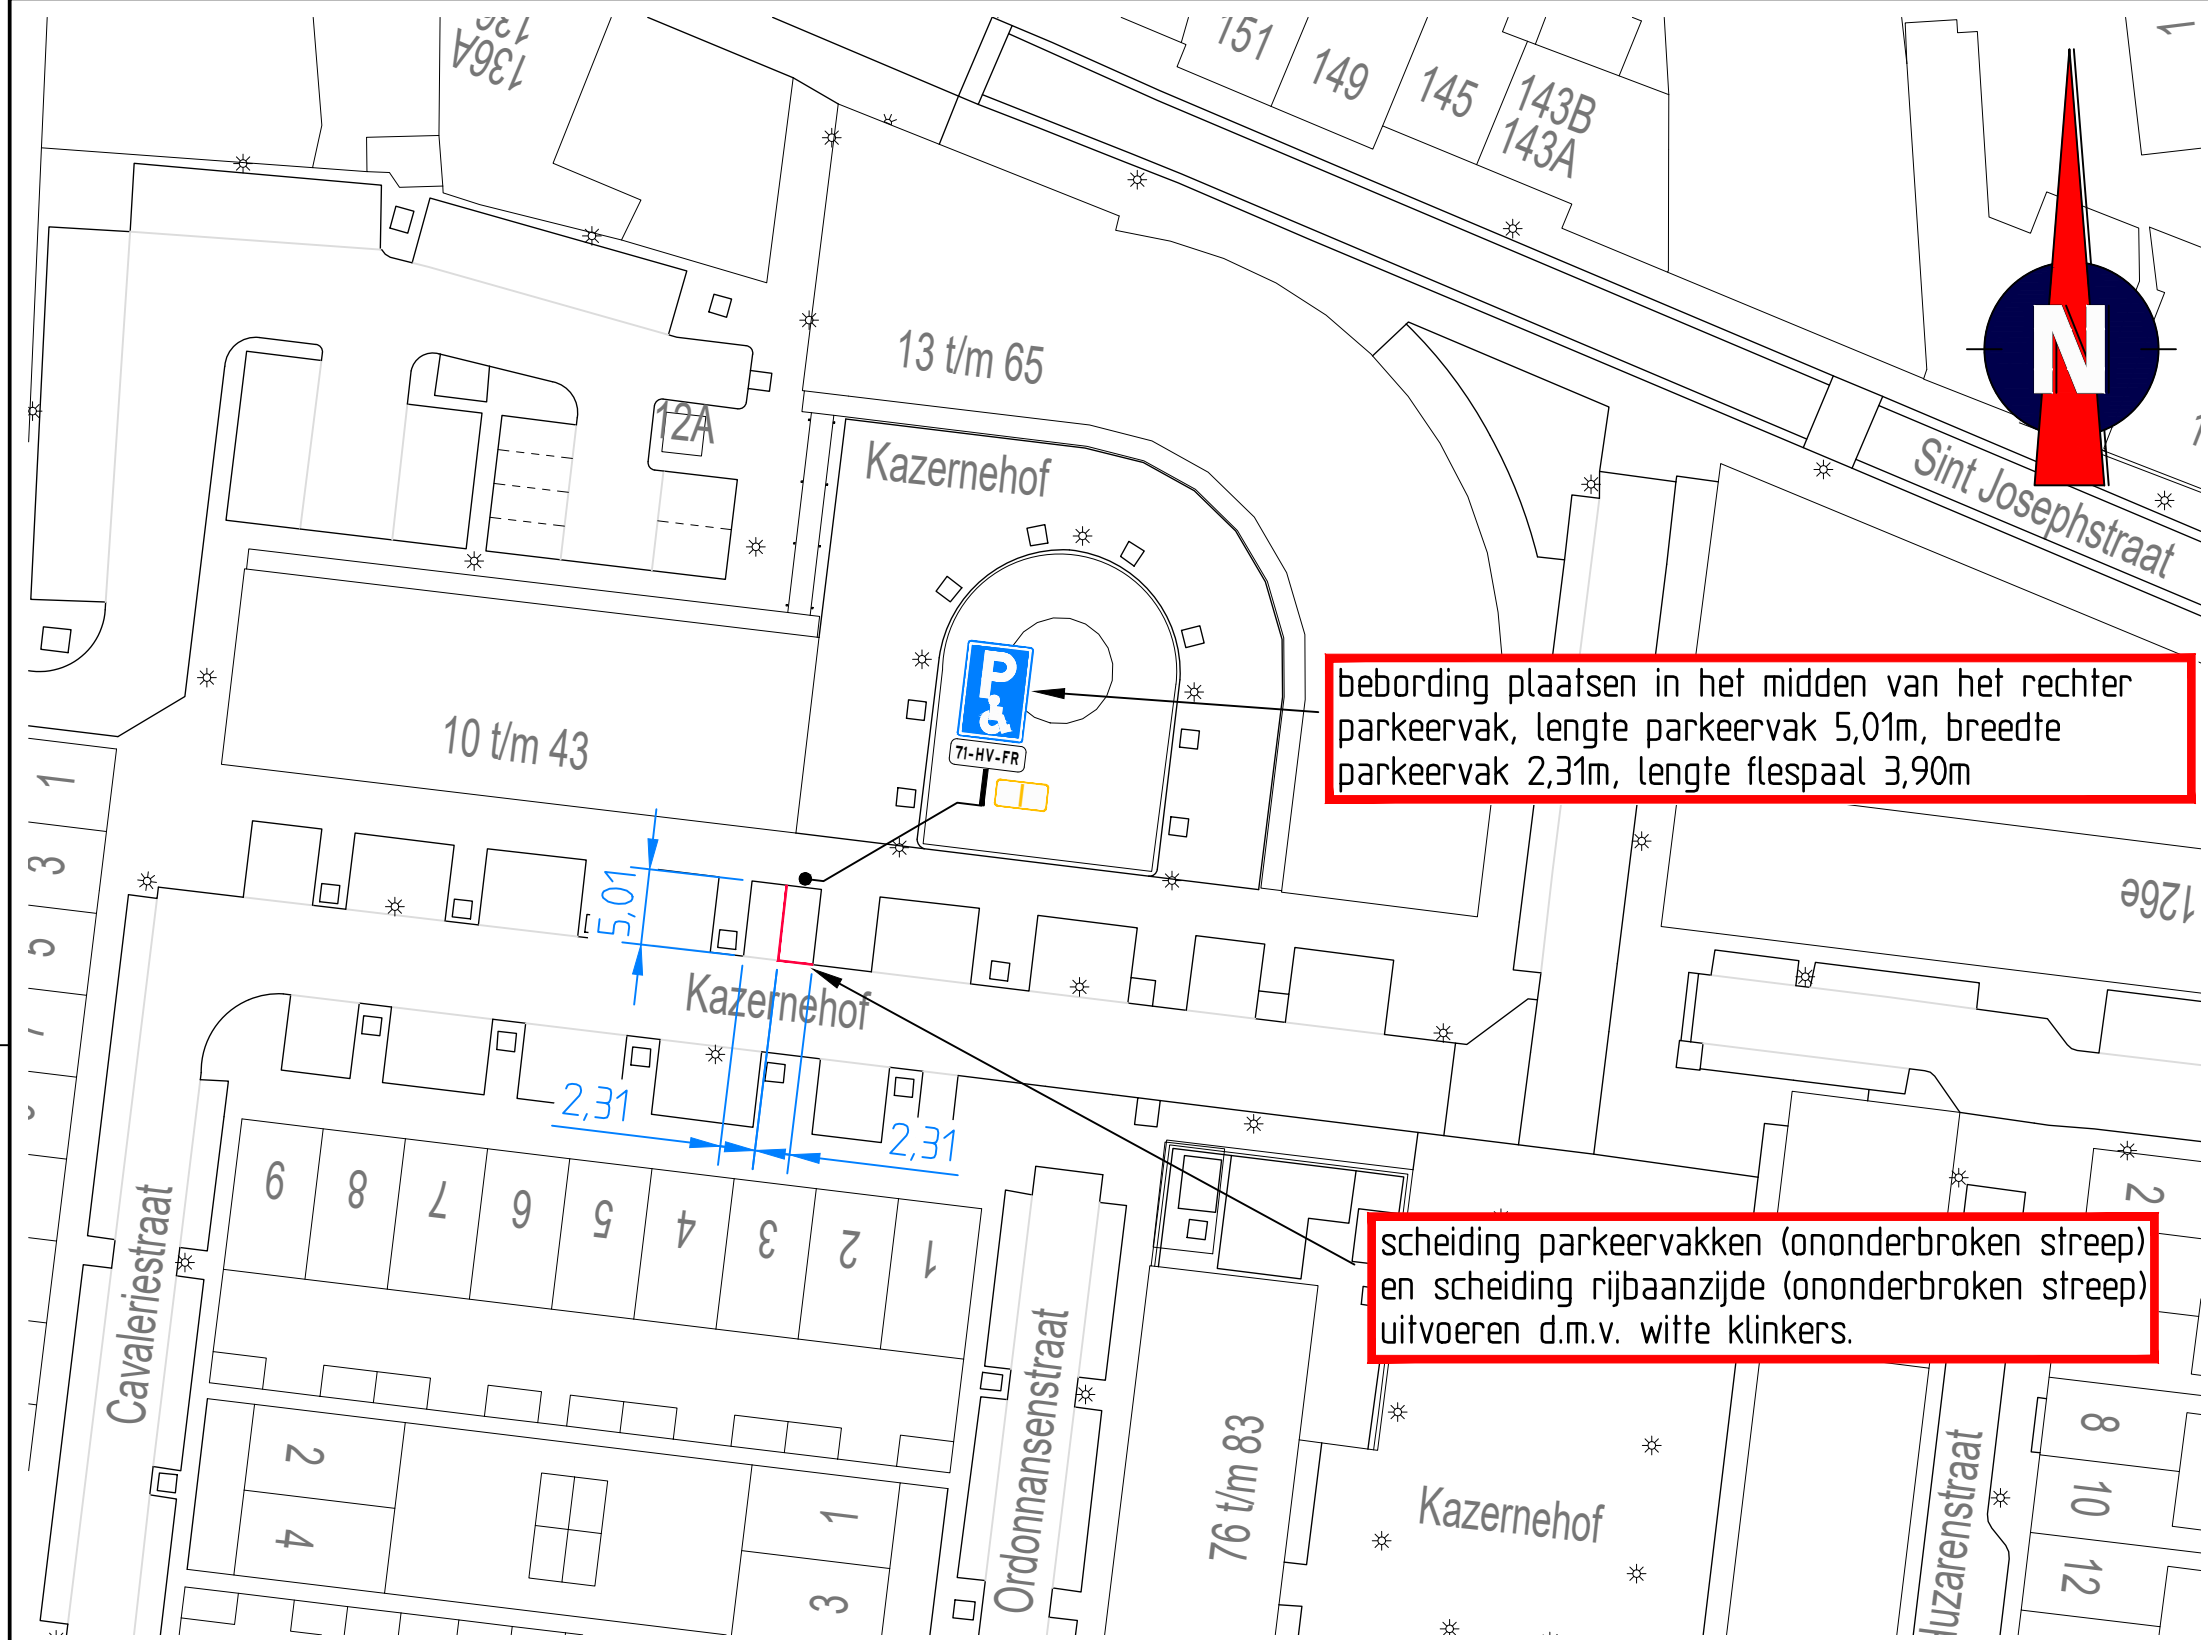 136A
151
149
145
143B
143A
13 t/m 65
12A
Kazernehof
Sint Josephstraat
N
P
71-HV-FR
bebording plaatsen in het midden van het rechter
parkeervak, lengte parkeervak 5,01m, breedte
parkeervak 2,31m, lengte flespaal 3,90m
10 t/m 43
1
3
5
5,01
126e
Kazernehof
2,31
2,31
9
8
7
6
5
4
3
2
1
2
scheiding parkeervakken (ononderbroken streep)
en scheiding rijbaanzijde (ononderbroken streep)
uitvoeren d.m.v. witte klinkers.
Cavaleriestraat
Ordonnansenstraat
76 t/m 83
Kazernehof
8
10
12
2
4
1
3